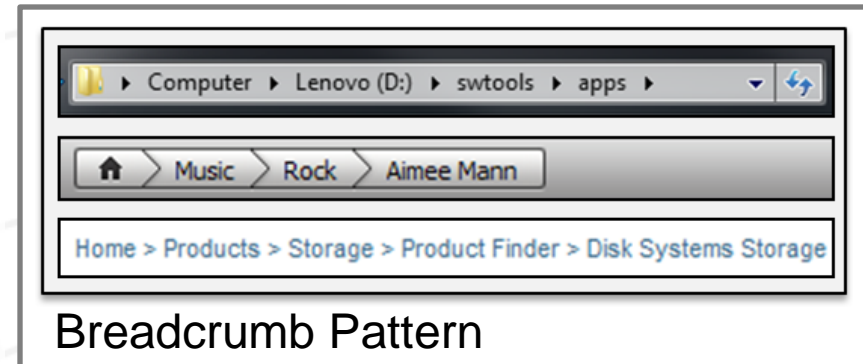 Computer Lenovo (D:) swtools apps
Music Rock Aimee Mann
Home > Products > Storage > Product Finder > Disk Systems Storage
Breadcrumb Pattern